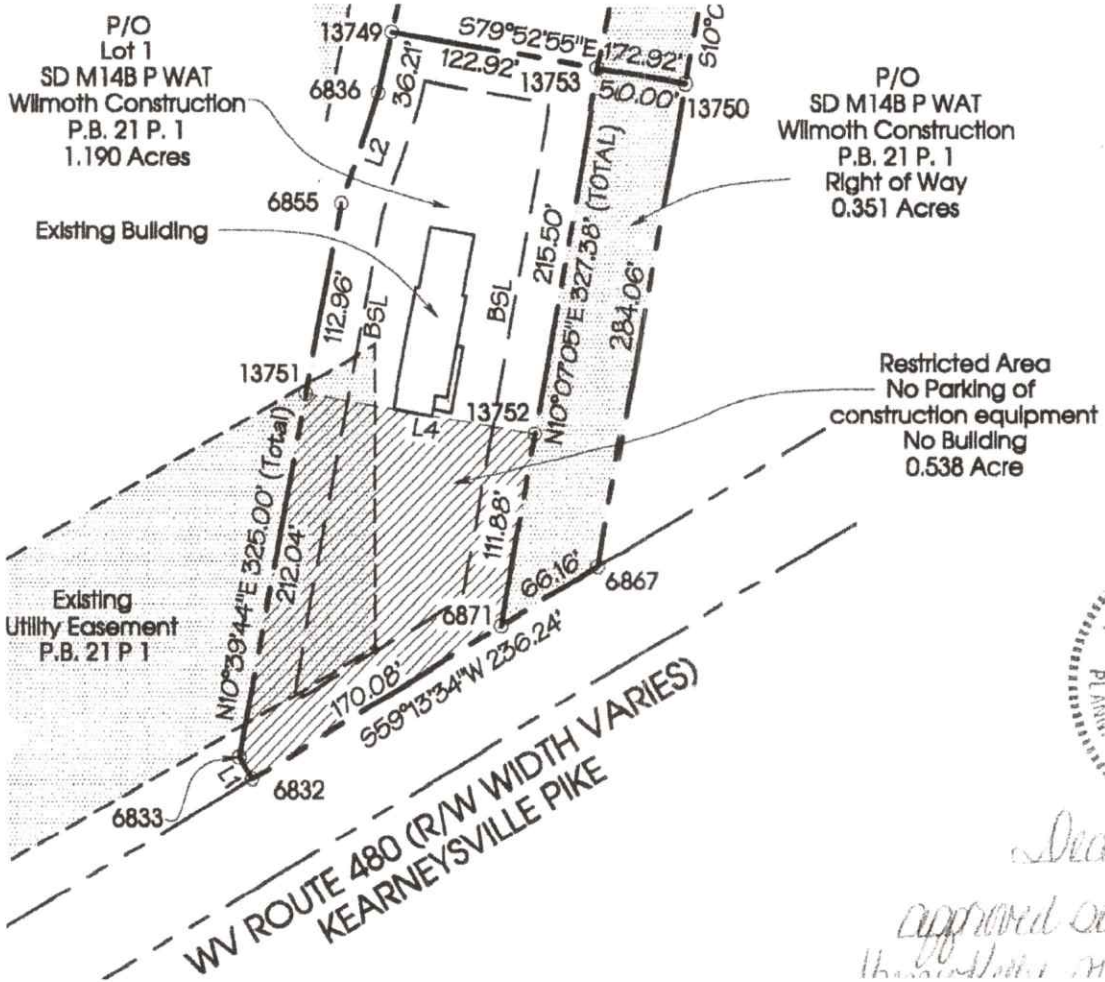 P/O
Lot 1
SD M14B P WAT
Wilmoth Construction
P.B. 21 P. 1
1.190 Acres
13749
S79°52'55"E 172.92'
122.92'
13753
50.00'
13750
S10°
6836
36.21'
L2
6855
P/O
SD M14B P WAT
Wilmoth Construction
P.B. 21 P. 1
Right of Way
0.351 Acres
Existing Building
112.96'
BSL
BSL
215.50'
N10°07'05"E 327.38' (TOTAL)
284.06'
13751
13752
L4
Restricted Area
No Parking of
construction equipment
No Building
0.538 Acre
N10°39'44"E 325.00' (Total)
212.04'
111.88'
66.16'
6867
6871
Existing
Utility Easement
P.B. 21 P 1
170.08'
S59°13'34"W 236.24'
L1
6832
6833
WV ROUTE 480 (R/W WIDTH VARIES)
KEARNEYSVILLE PIKE
approved